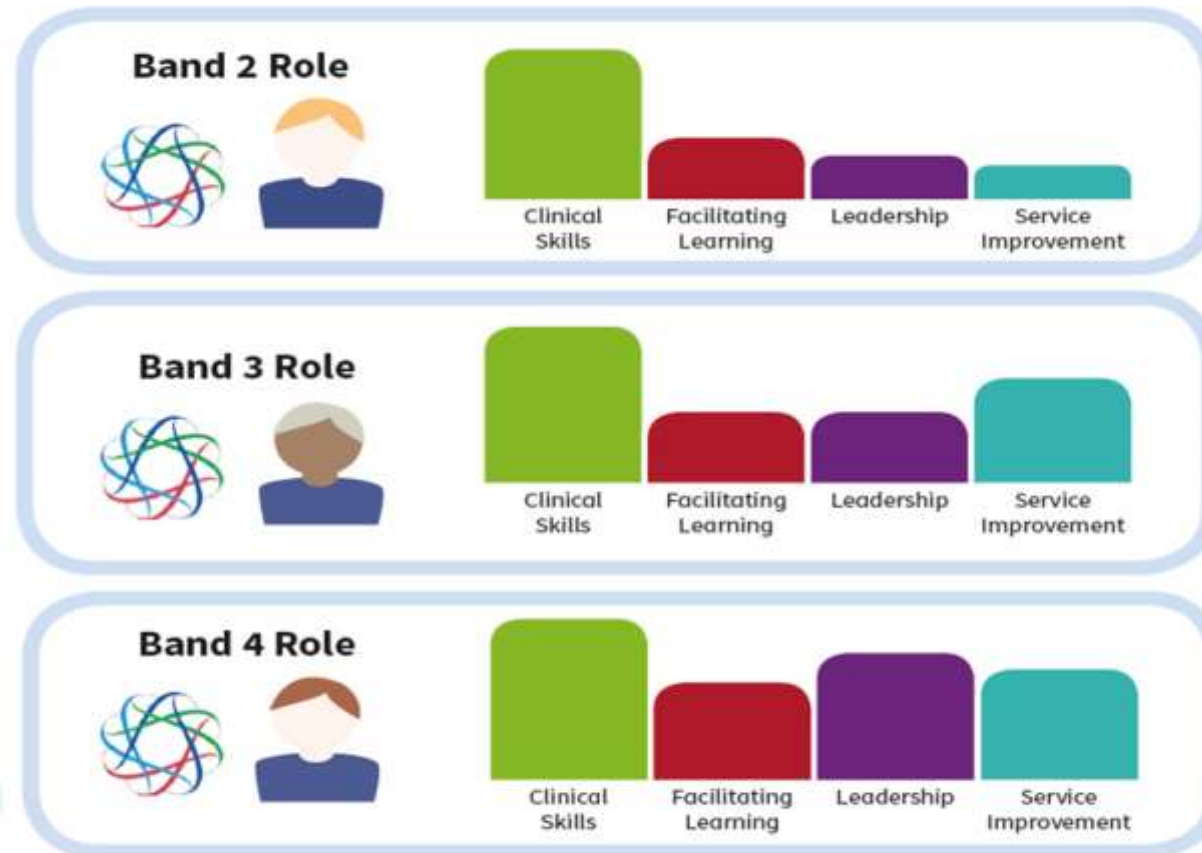 Band 2 Role
Clinical
Skills
Facilitating
Learning
Leadership
Service
Improvement
Band 3 Role
Clinical
Skills
Facilitating
Learning
Leadership
Service
Improvement
Band 4 Role
Clinical
Skills
Facilitating
Learning
Leadership
Service
Improvement